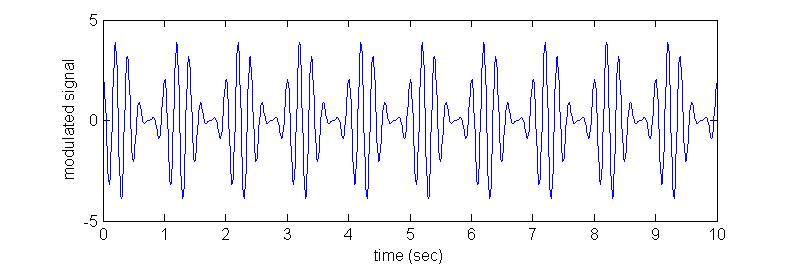 5
0
-5
modulated signal
0 1 2 3 4 5 6 7 8 9 10
time (sec)